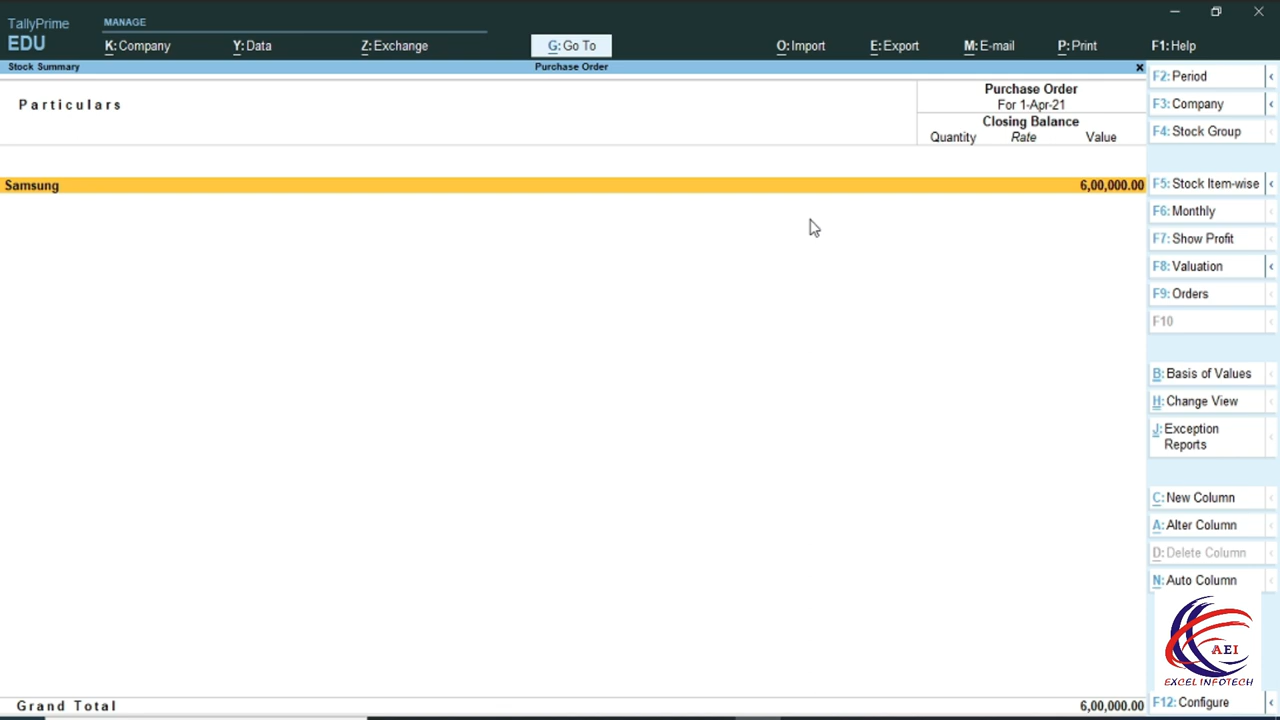 TallyPrime
EDU
MANAGE
K: Company
Y: Data
Z: Exchange
G: Go To
O: Import
E: Export
M: E-mail
P: Print
F1: Help
Stock Summary
Purchase Order
x
Particulars
Purchase Order
For 1-Apr-21
Closing Balance
Quantity Rate Value
Samsung 6,00,000.00
Grand Total 6,00,000.00
F2: Period
F3: Company
F4: Stock Group
F5: Stock Item-wise
F6: Monthly
F7: Show Profit
F8: Valuation
F9: Orders
F10
B: Basis of Values
H: Change View
J: Exception
Reports
C: New Column
A: Alter Column
D: Delete Column
N: Auto Column
AEI
EXCEL INFOTECH
F12: Configure